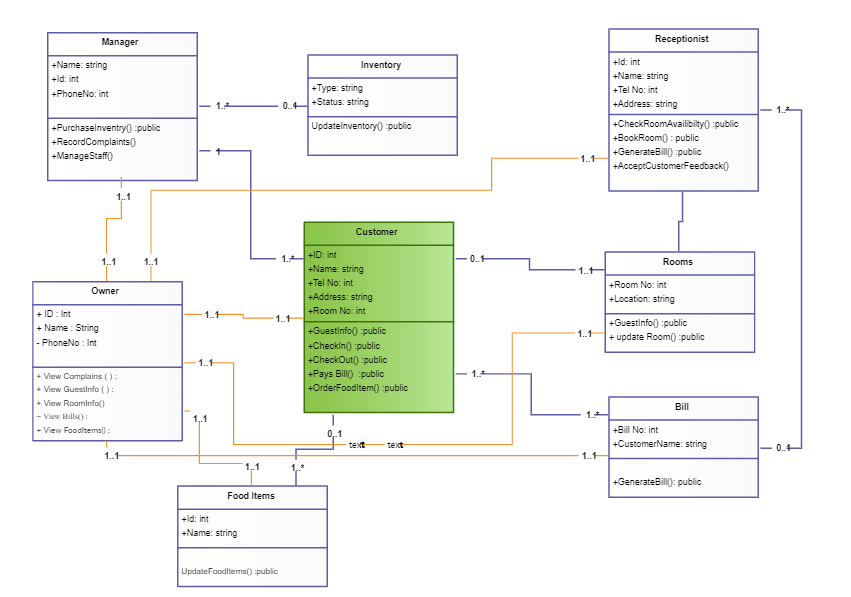 Manager
+Name: string
+Id: int
+PhoneNo: int
+PurchaseInventry() :public
+RecordComplaints()
+ManageStaff()
Inventory
+Type: string
+Status: string
UpdateInventory() :public
Receptionist
+Id: int
+Name: string
+Tel No: int
+Address: string
+CheckRoomAvailibilty() :public
+BookRoom() : public
+GenerateBill() :public
+AcceptCustomerFeedback()
1..*
0..1
1..*
1
1..1
1..1
1..1
1..1
Customer
+ID: int
+Name: string
+Tel No: int
+Address: string
+Room No: int
+GuestInfo() :public
+CheckIn() :public
+CheckOut() :public
+Pays Bill() :public
+OrderFoodItem() :public
1..*
0..1
1..1
Rooms
+Room No: int
+Location: string
+GuestInfo() :public
+ update Room() :public
Owner
+ ID : Int
+ Name : String
- PhoneNo : Int
+ View Complains ( ) :
+ View GuestInfo ( ) :
+ View RoomInfo()
~ View Bills() :
+ View FoodItems() :
1..1
1..1
1..1
1..1
1..*
1..*
1..1
0..1
text
text
0..1
1..1
1..1
1..1
1..*
Bill
+Bill No: int
+CustomerName: string
+GenerateBill(): public
Food Items
+Id: int
+Name: string
UpdateFoodItems() :public